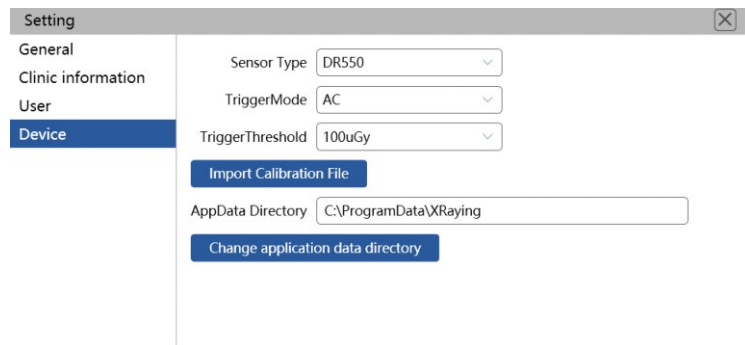 Setting
General
Clinic information
User
Device
Sensor Type DR550
TriggerMode AC
TriggerThreshold 100uGy
Import Calibration File
AppData Directory C:\ProgramData\XRaying
Change application data directory